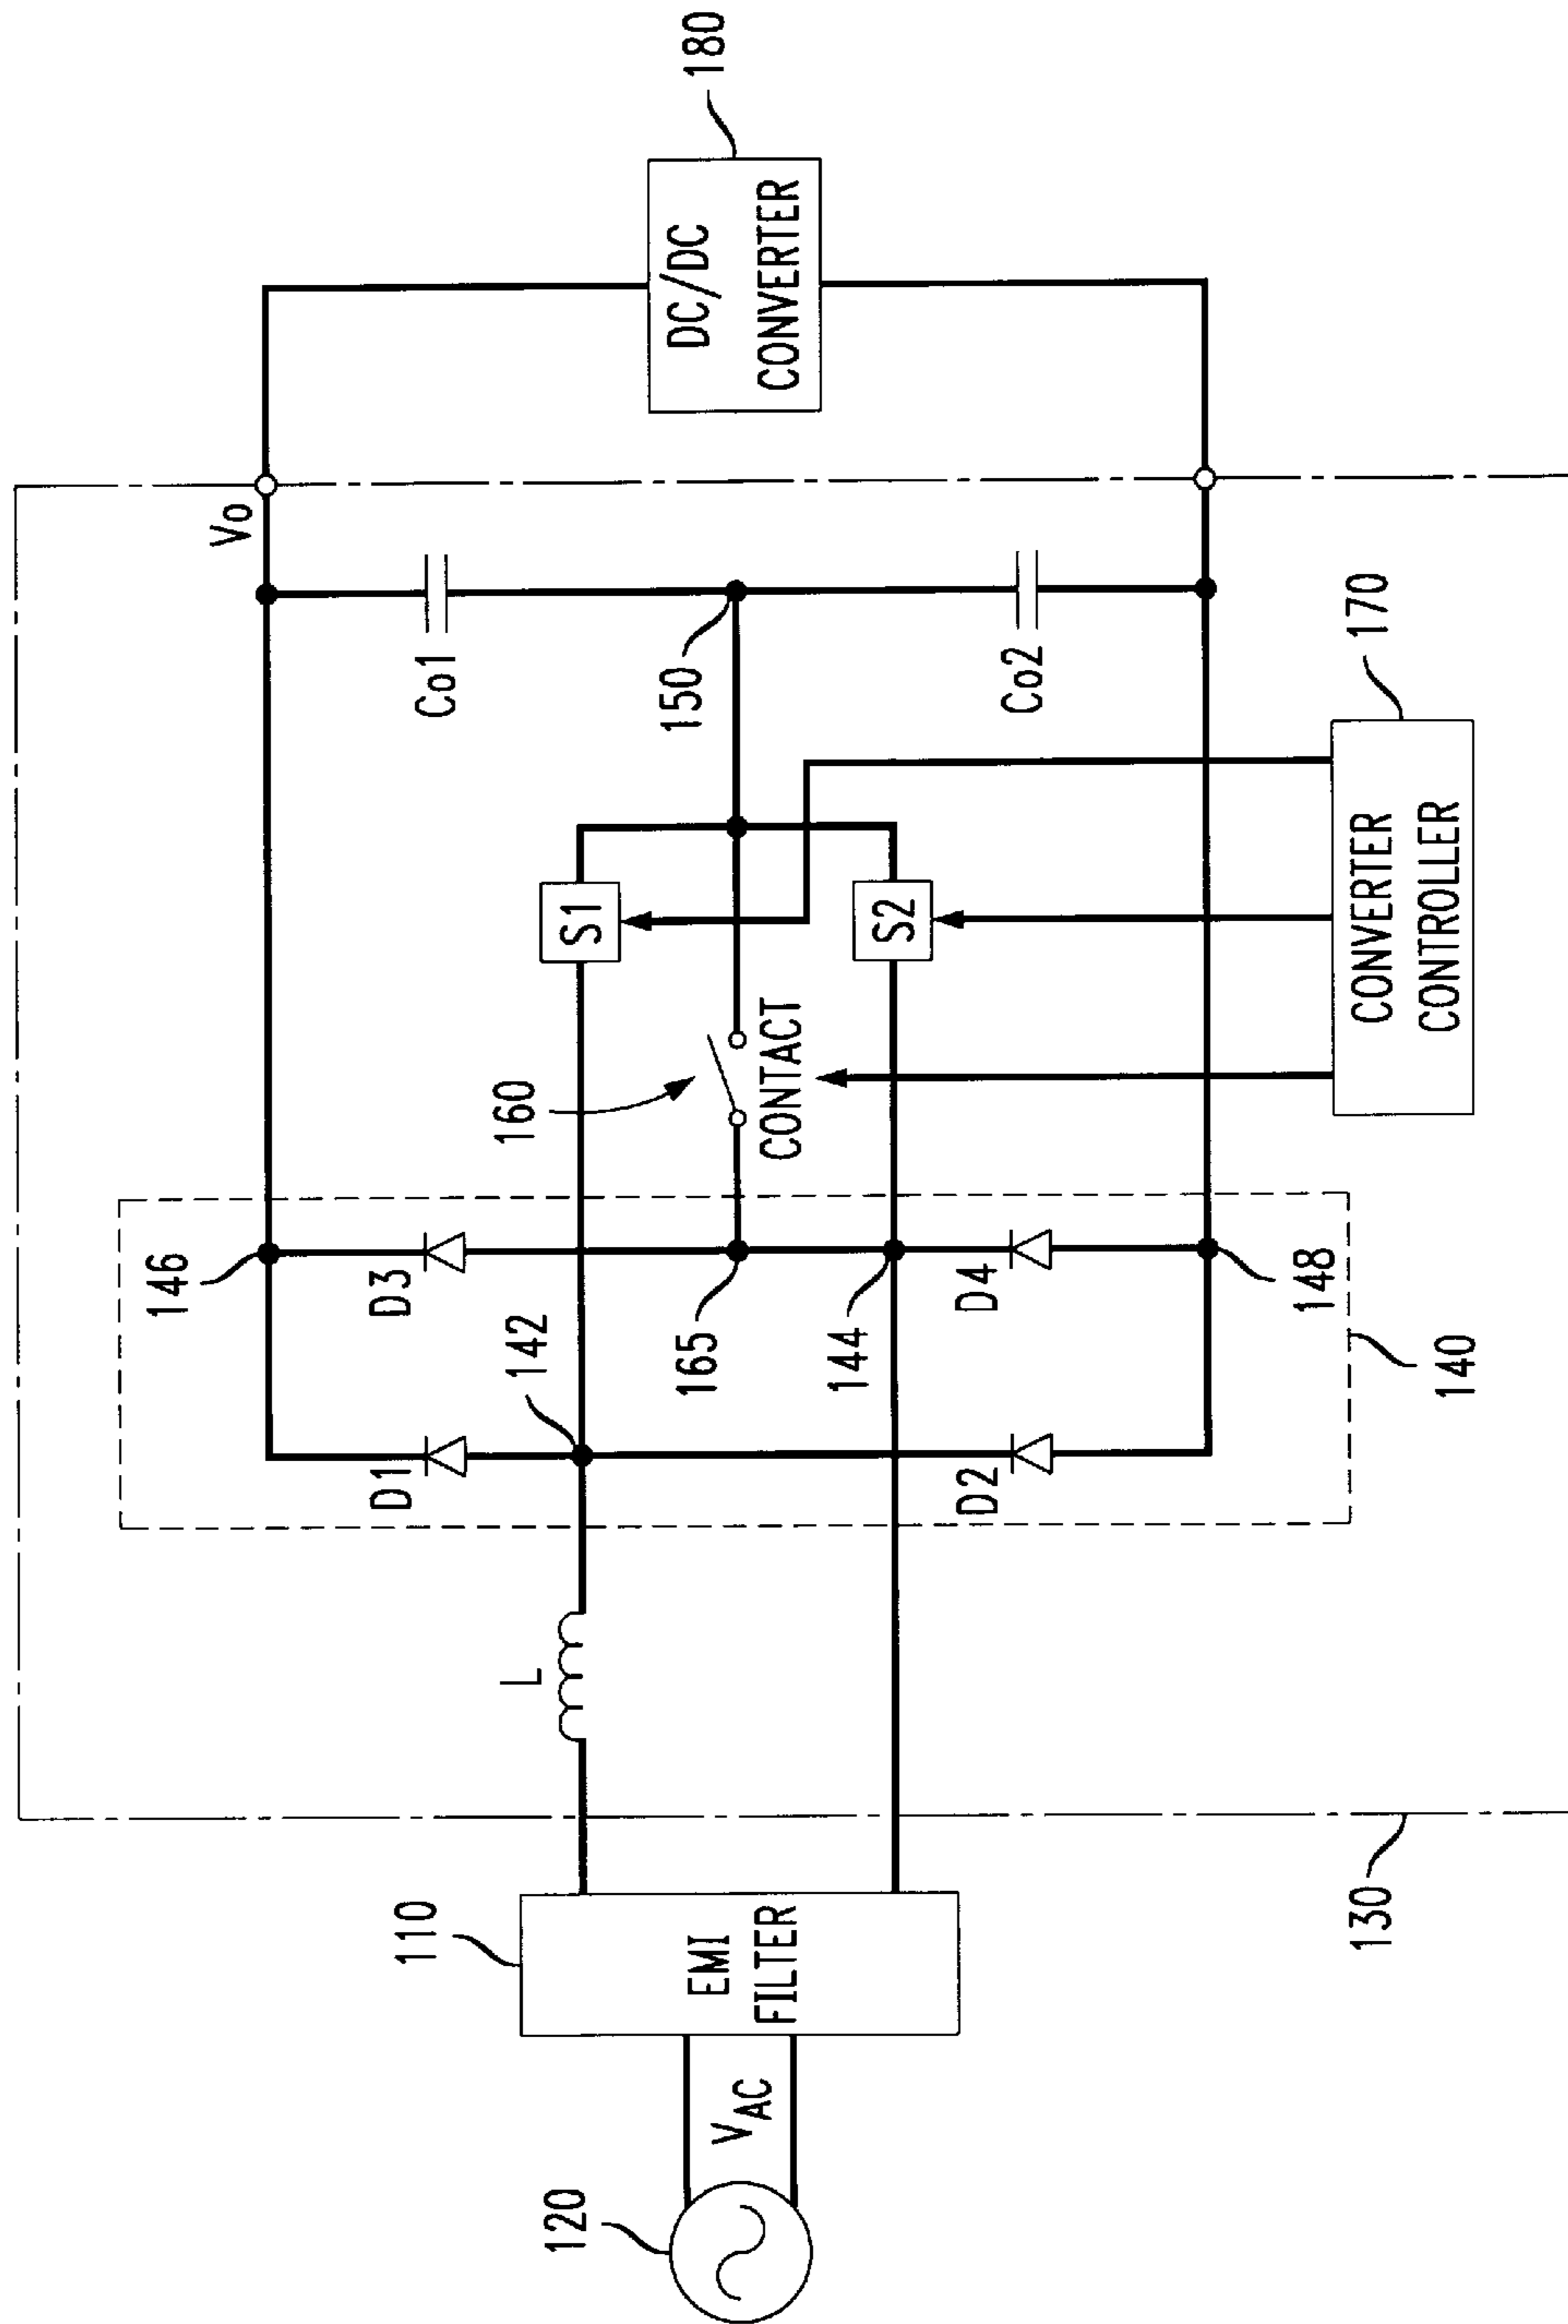 120
V_AC
110
EMI
FILTER
130
L
140
142
D1
D2
146
D3
165
144
D4
148
160
CONTACT
S1
S2
CONVERTER
CONTROLLER
170
Vo
Co1
150
Co2
DC/DC
CONVERTER
180